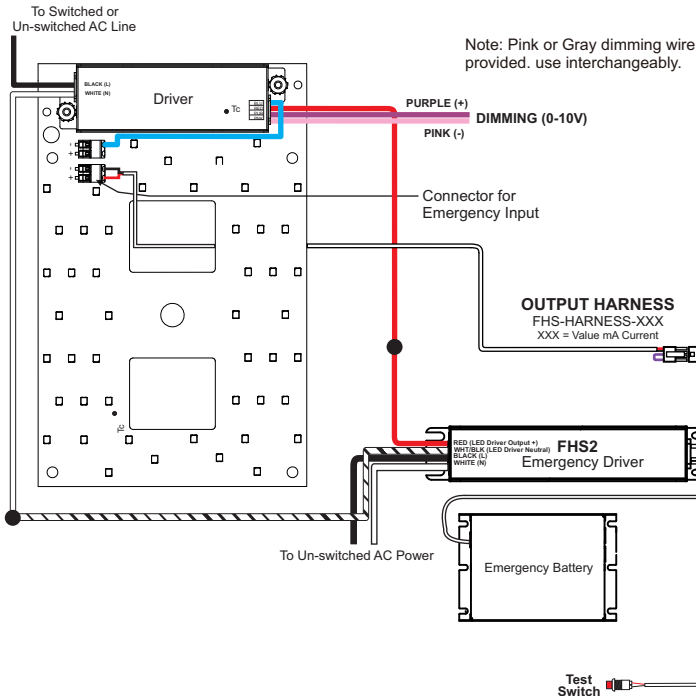 To Switched or
Un-switched AC Line
Note: Pink or Gray dimming wire
provided. use interchangeably.
BLACK (L)
WHITE (N)
Driver
Tc
PURPLE (+)
DIMMING (0-10V)
PINK (-)
-
+
-
+
Connector for
Emergency Input
OUTPUT HARNESS
FHS-HARNESS-XXX
XXX = Value mA Current
Tc
RED (LED Driver Output +)
WHT/BLK (LED Driver Neutral)
BLACK (L)
WHITE (N)
FHS2
Emergency Driver
To Un-switched AC Power
Emergency Battery
Test
Switch